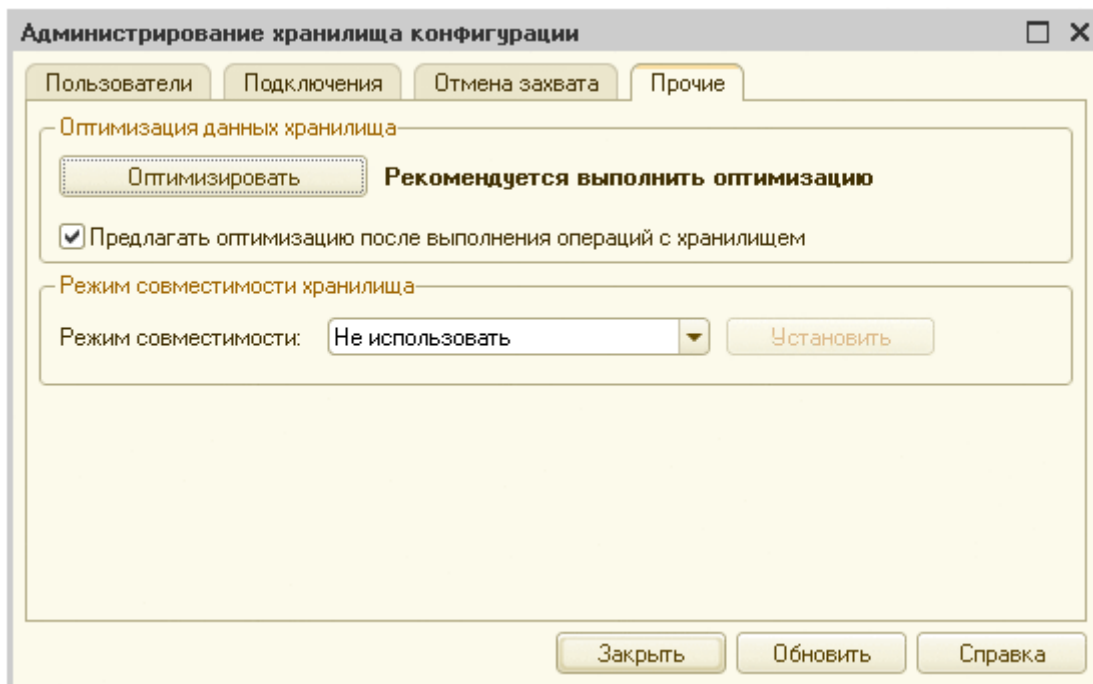 Администрирование хранилища конфигурации
Пользователи Подключения Отмена захвата Прочие
Оптимизация данных хранилища
Оптимизировать Рекомендуется выполнить оптимизацию
Предлагать оптимизацию после выполнения операций с хранилищем
Режим совместимости хранилища
Режим совместимости: Не использовать Установить
Закрыть Обновить Справка